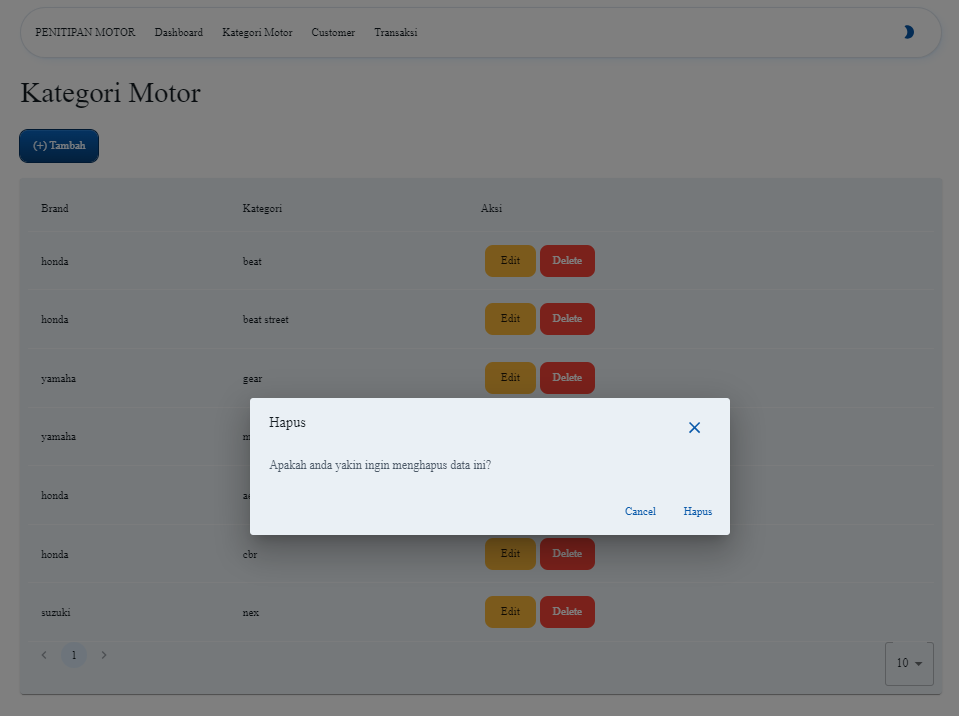 PENITIPAN MOTOR Dashboard Kategori Motor Customer Transaksi
Kategori Motor
(+) Tambah
Brand Kategori Aksi
honda beat Edit Delete
honda beat street Edit Delete
yamaha gear Edit Delete
Hapus
Apakah anda yakin ingin menghapus data ini?
Cancel Hapus
yamaha
honda
honda cbr Edit Delete
suzuki nex Edit Delete
1
10